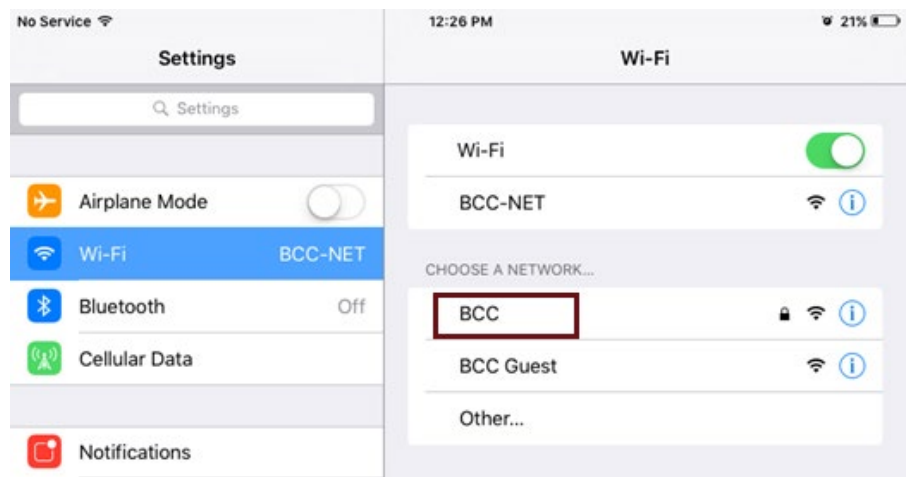 No Service
12:26 PM
21%
Settings
Wi-Fi
Settings
Airplane Mode
Wi-Fi BCC-NET
Bluetooth Off
Cellular Data
Notifications
Wi-Fi
BCC-NET
CHOOSE A NETWORK...
BCC
BCC Guest
Other...